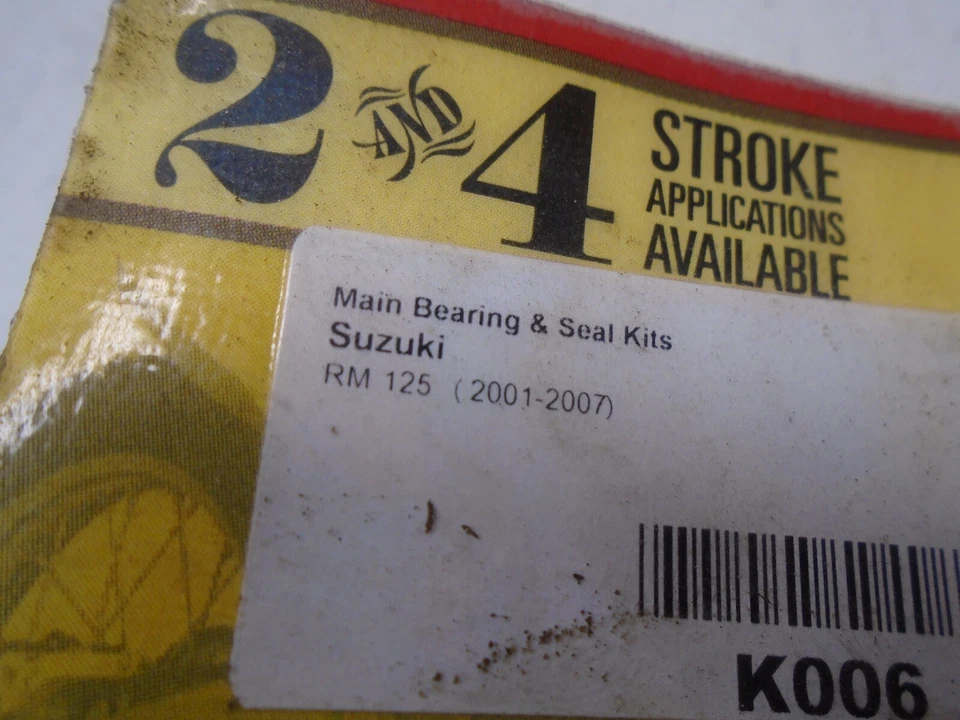 2 AND 4 STROKE
APPLICATIONS
AVAILABLE
Main Bearing & Seal Kits
Suzuki
RM 125 (2001-2007)
K006